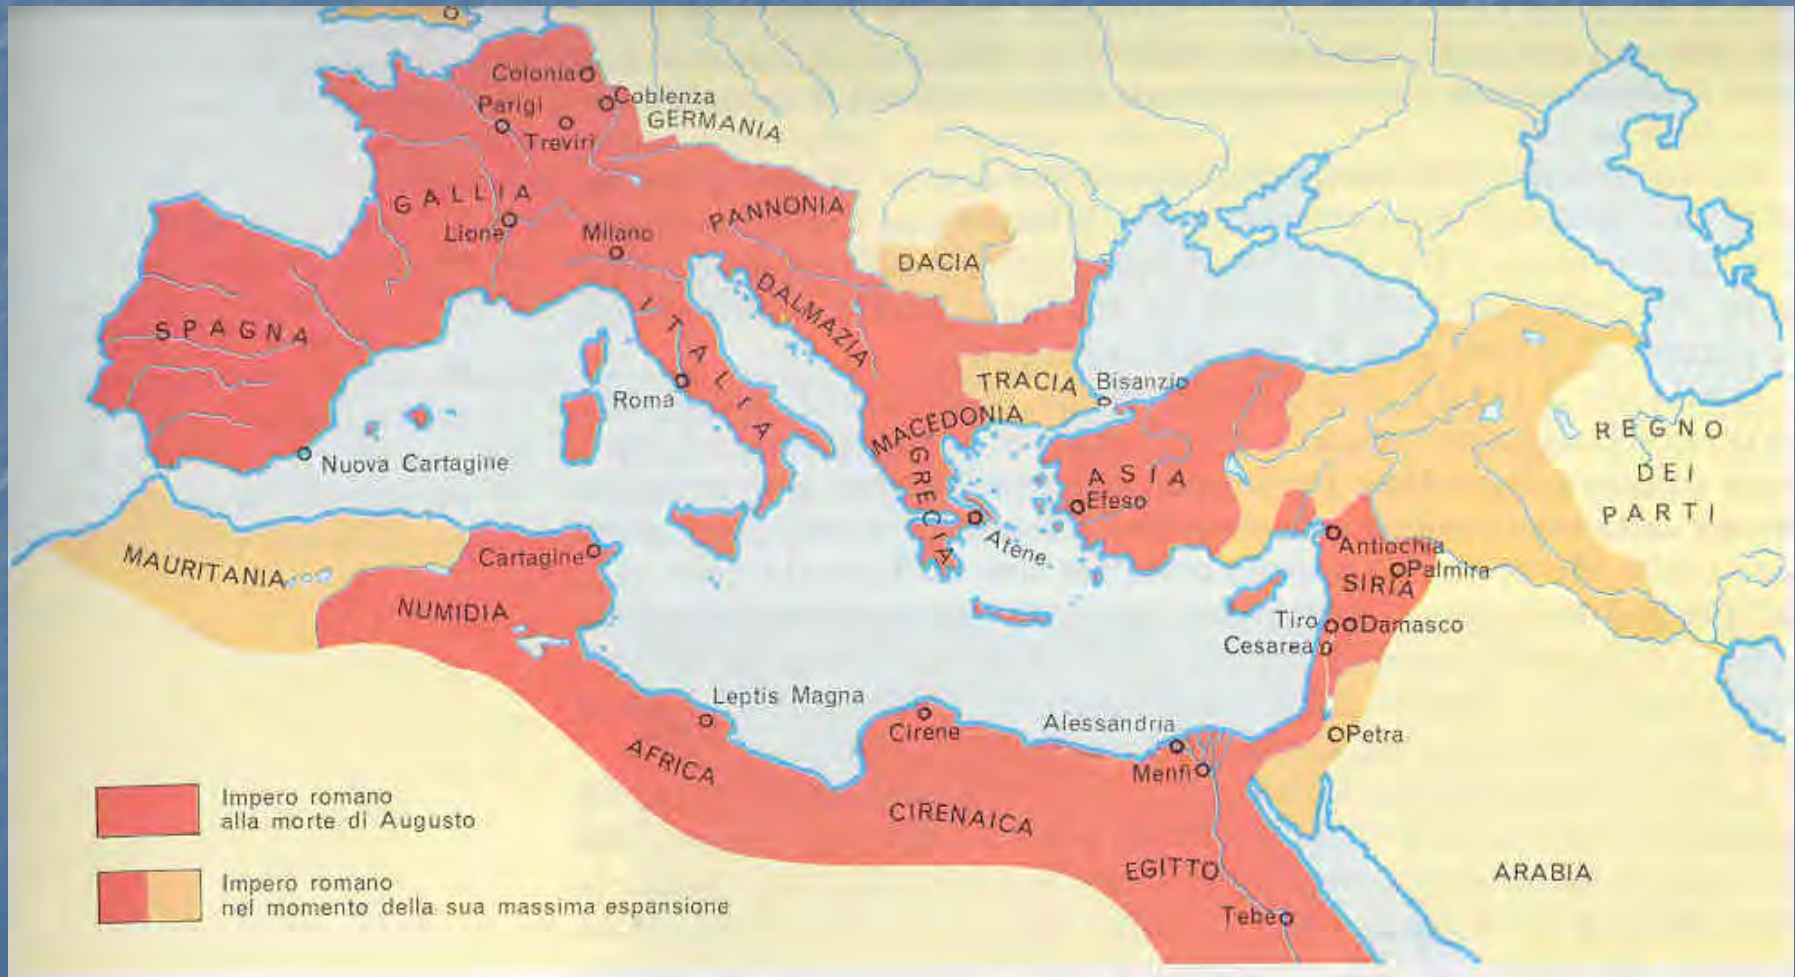 Colonia
Coblenza
Parigi
GERMANIA
Treviri
GALLIA
PANNONIA
Lione
Milano
DACIA
DALMAZIA
SPAGNA
ITALIA
TRACIA
Bisanzio
Roma
MACEDONIA
REGNO
DEI
PARTI
Nuova Cartagine
GRECIA
ASIA
Efeso
Atene
MAURITANIA
Cartagine
Antiochia
Palmira
SIRIA
NUMIDIA
Tiro
Damasco
Cesarea
Leptis Magna
Cirene
Alessandria
Petra
AFRICA
Menfi
CIRENAICA
EGITTO
ARABIA
Tebe
Impero romano
alla morte di Augusto
Impero romano
nel momento della sua massima espansione